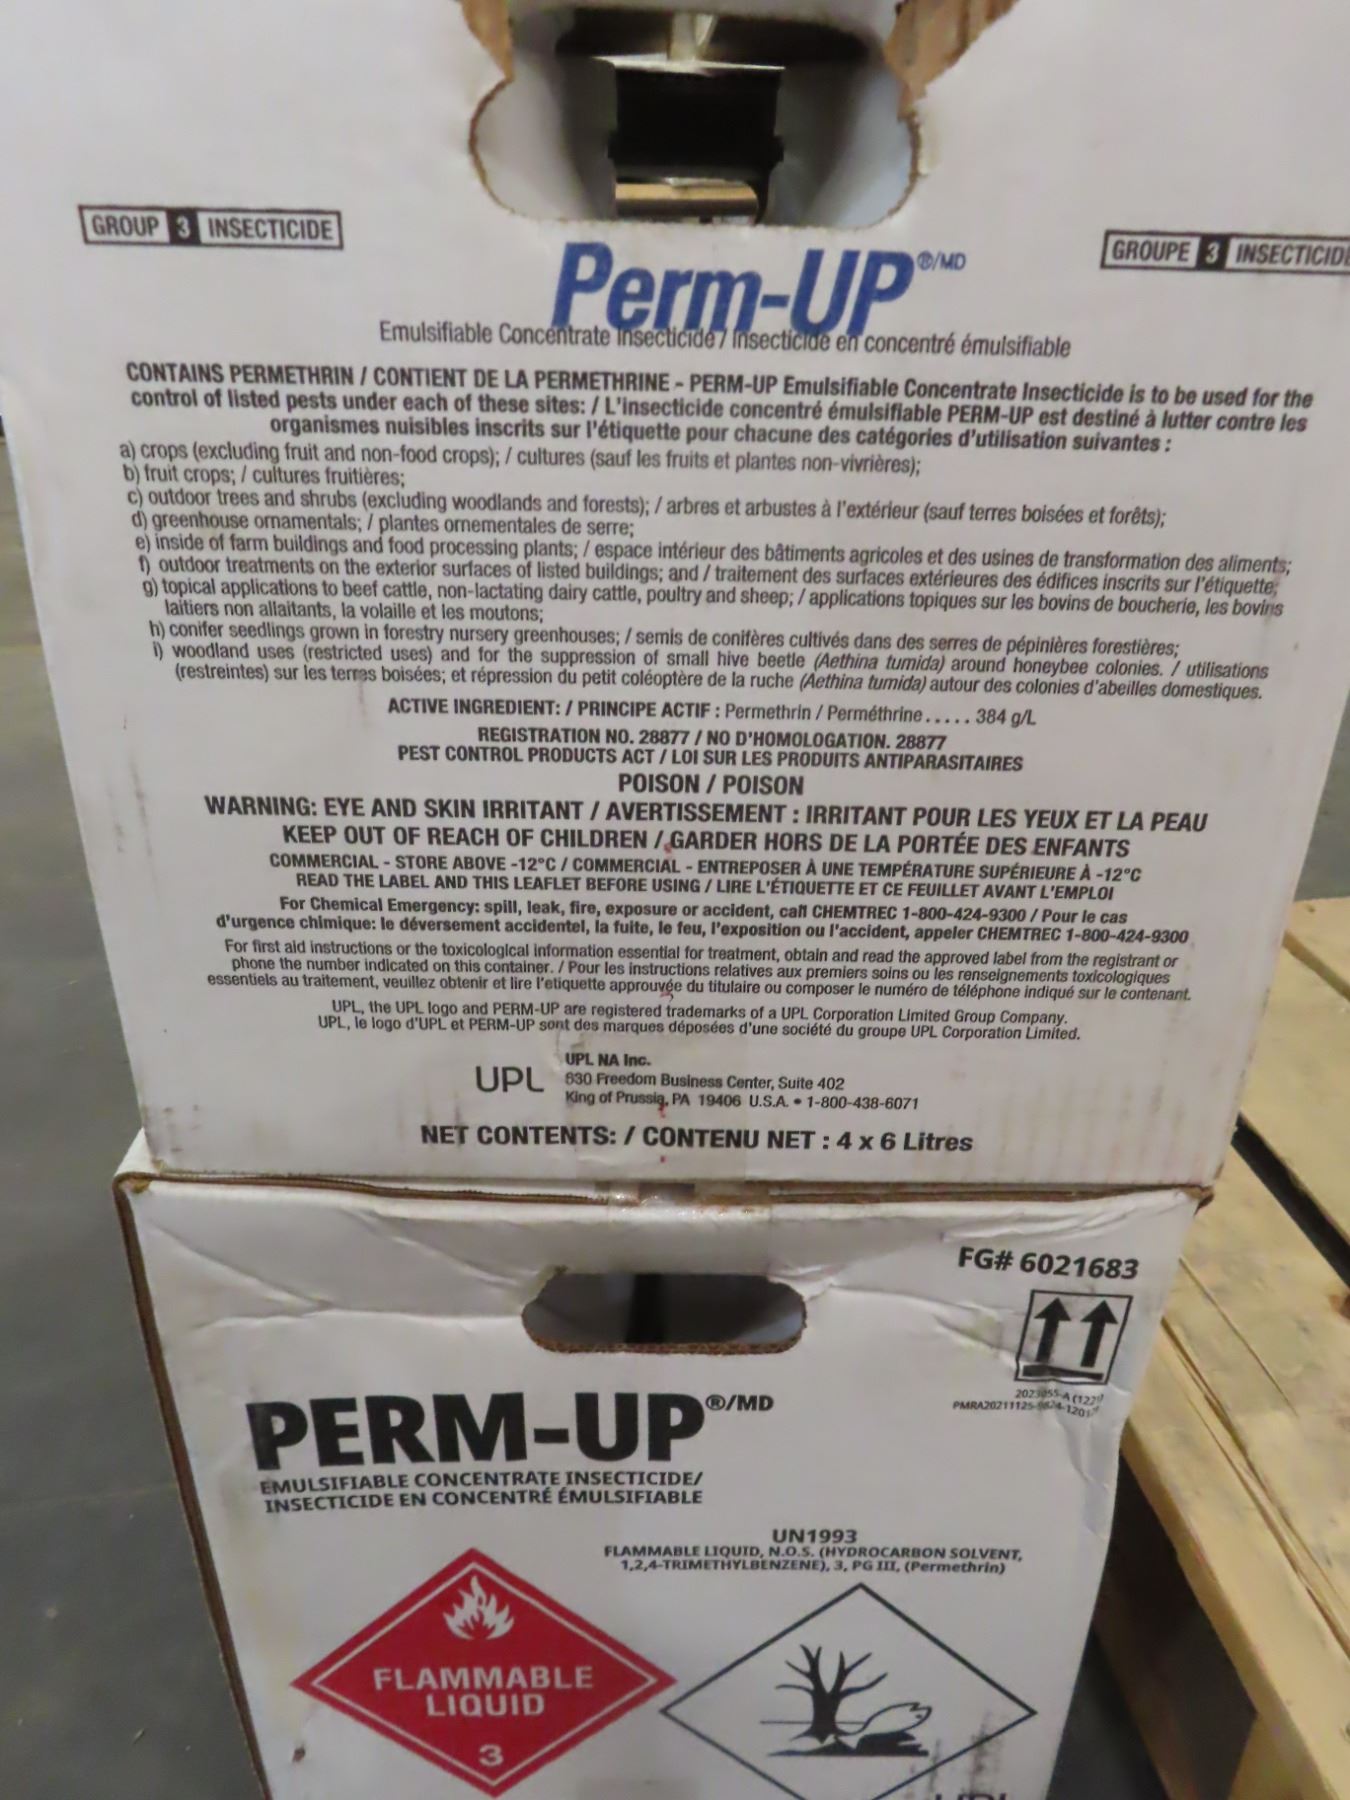 GROUP 3 INSECTICIDE
GROUPE 3 INSECTICIDE
Perm-UP®/MD
Emulsifiable Concentrate Insecticide / Insecticide en concentré émulsifiable
CONTAINS PERMETHRIN / CONTIENT DE LA PERMETHRINE - PERM-UP Emulsifiable Concentrate Insecticide is to be used for the
control of listed pests under each of these sites: / L'insecticide concentré émulsifiable PERM-UP est destiné à lutter contre les
organismes nuisibles inscrits sur l'étiquette pour chacune des catégories d'utilisation suivantes :
a) crops (excluding fruit and non-food crops); / cultures (sauf les fruits et plantes non-vivrières);
b) fruit crops; / cultures fruitières;
c) outdoor trees and shrubs (excluding woodlands and forests); / arbres et arbustes à l'extérieur (sauf terres boisées et forêts);
d) greenhouse ornamentals; / plantes ornementales de serre;
e) inside of farm buildings and food processing plants; / espace intérieur des bâtiments agricoles et des usines de transformation des aliments;
f) outdoor treatments on the exterior surfaces of listed buildings; and / traitement des surfaces extérieures des édifices inscrits sur l'étiquette;
g) topical applications to beef cattle, non-lactating dairy cattle, poultry and sheep; / applications topiques sur les bovins de boucherie, les bovins
laitiers non allaitants, la volaille et les moutons;
h) conifer seedlings grown in forestry nursery greenhouses; / semis de conifères cultivés dans des serres de pépinières forestières;
i) woodland uses (restricted uses) and for the suppression of small hive beetle (Aethina tumida) around honeybee colonies. / utilisations
(restreintes) sur les terres boisées; et répression du petit coléoptère de la ruche (Aethina tumida) autour des colonies d'abeilles domestiques.
ACTIVE INGREDIENT: / PRINCIPE ACTIF : Permethrin / Perméthrine . . . . . 384 g/L
REGISTRATION NO. 28877 / NO D'HOMOLOGATION. 28877
PEST CONTROL PRODUCTS ACT / LOI SUR LES PRODUITS ANTIPARASITAIRES
POISON / POISON
WARNING: EYE AND SKIN IRRITANT / AVERTISSEMENT : IRRITANT POUR LES YEUX ET LA PEAU
KEEP OUT OF REACH OF CHILDREN / GARDER HORS DE LA PORTÉE DES ENFANTS
COMMERCIAL - STORE ABOVE -12°C / COMMERCIAL - ENTREPOSER À UNE TEMPÉRATURE SUPÉRIEURE À -12°C
READ THE LABEL AND THIS LEAFLET BEFORE USING / LIRE L'ÉTIQUETTE ET CE FEUILLET AVANT L'EMPLOI
For Chemical Emergency: spill, leak, fire, exposure or accident, call CHEMTREC 1-800-424-9300 / Pour le cas
d'urgence chimique: le déversement accidentel, la fuite, le feu, l'exposition ou l'accident, appeler CHEMTREC 1-800-424-9300
For first aid instructions or the toxicological information essential for treatment, obtain and read the approved label from the registrant or
phone the number indicated on this container. / Pour les instructions relatives aux premiers soins ou les renseignements toxicologiques
essentiels au traitement, veuillez obtenir et lire l'etiquette approuvée du titulaire ou composer le numéro de téléphone indiqué sur le contenant.
UPL, the UPL logo and PERM-UP are registered trademarks of a UPL Corporation Limited Group Company.
UPL, le logo d'UPL et PERM-UP sont des marques déposées d'une société du groupe UPL Corporation Limited.
UPL
UPL NA Inc.
630 Freedom Business Center, Suite 402
King of Prussia, PA 19406 U.S.A. • 1-800-438-6071
NET CONTENTS: / CONTENU NET : 4 x 6 Litres
FG# 6021683
PERM-UP®/MD
EMULSIFIABLE CONCENTRATE INSECTICIDE/
INSECTICIDE EN CONCENTRÉ ÉMULSIFIABLE
UN1993
FLAMMABLE LIQUID, N.O.S. (HYDROCARBON SOLVENT,
1,2,4-TRIMETHYLBENZENE), 3, PG III, (Permethrin)
FLAMMABLE
LIQUID
3